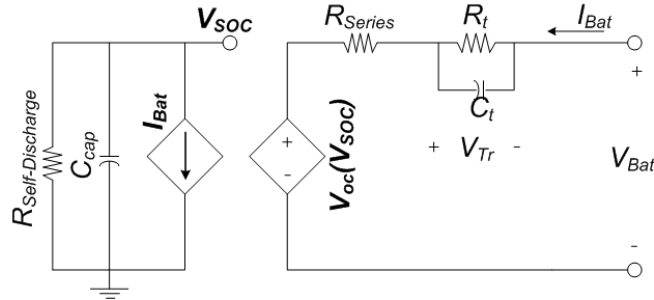 V_SOC
R_Series
R_t
I_Bat
+
C_t
R_Self-Discharge
C_cap
I_Bat
+
-
V_oc(V_SOC)
+ V_Tr -
V_Bat
-